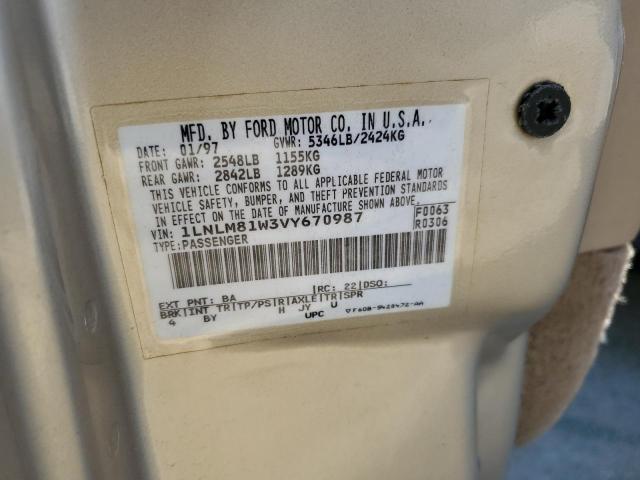 MFD. BY FORD MOTOR CO. IN U.S.A.
DATE: 01/97 GVWR: 5346LB/2424KG
FRONT GAWR: 2548LB 1155KG
REAR GAWR: 2842LB 1289KG
THIS VEHICLE CONFORMS TO ALL APPLICABLE FEDERAL MOTOR
VEHICLE SAFETY, BUMPER, AND THEFT PREVENTION STANDARDS
IN EFFECT ON THE DATE OF MANUFACTURE SHOWN ABOVE.
VIN: 1LNLM81W3VY670987 F0063
TYPE: PASSENGER R0306
EXT PNT: BA |RC: 22|DSO:
BRK|INT TR|TP/PS|R|AXLE|TR|SPR
4 BY H JY U
UPC